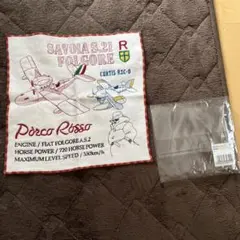 SAVOIA S.21
FOLGORE
R
CURTIS R3C-0
Porco Rosso
ENGINE / FIAT FOLGORE A.S.2
HORSE POWER / 720 HORSE POWER
MAXIMUM LEVEL SPEED /